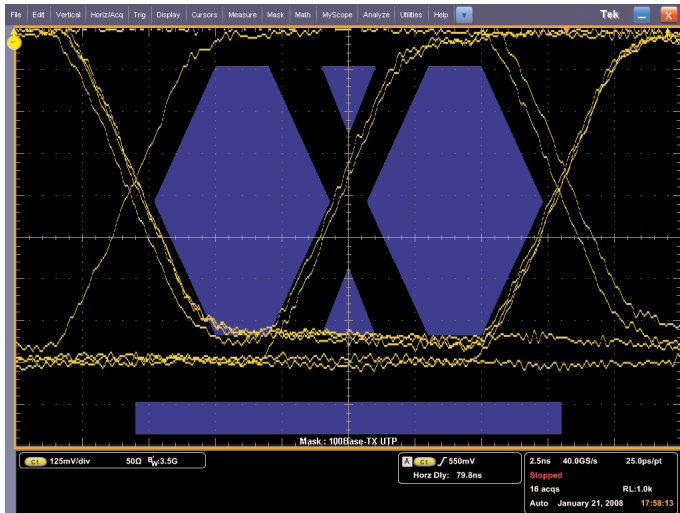 File Edit Vertical Horiz/Acq Trig Display Cursors Measure Mask Math MyScope Analyze Utilities Help Tek X
Mask : 100Base-TX UTP
C1 125mV/div 50Ω BW:3.5G
A C1 550mV
Horz Dly: 79.8ns
2.5ns 40.0GS/s 25.0ps/pt
Stopped
16 acqs RL:1.0k
Auto January 21, 2008 17:58:13